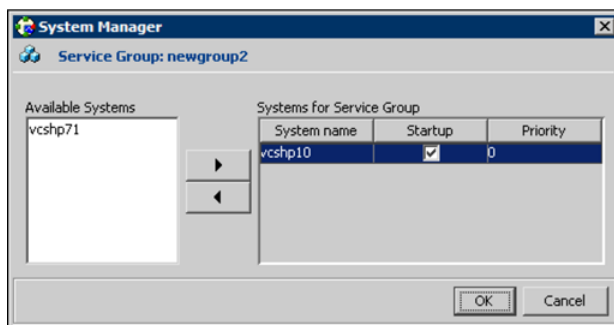 System Manager
Service Group: newgroup2
Available Systems
vcshp71
Systems for Service Group
System name Startup Priority
vcshp10 0
OK Cancel